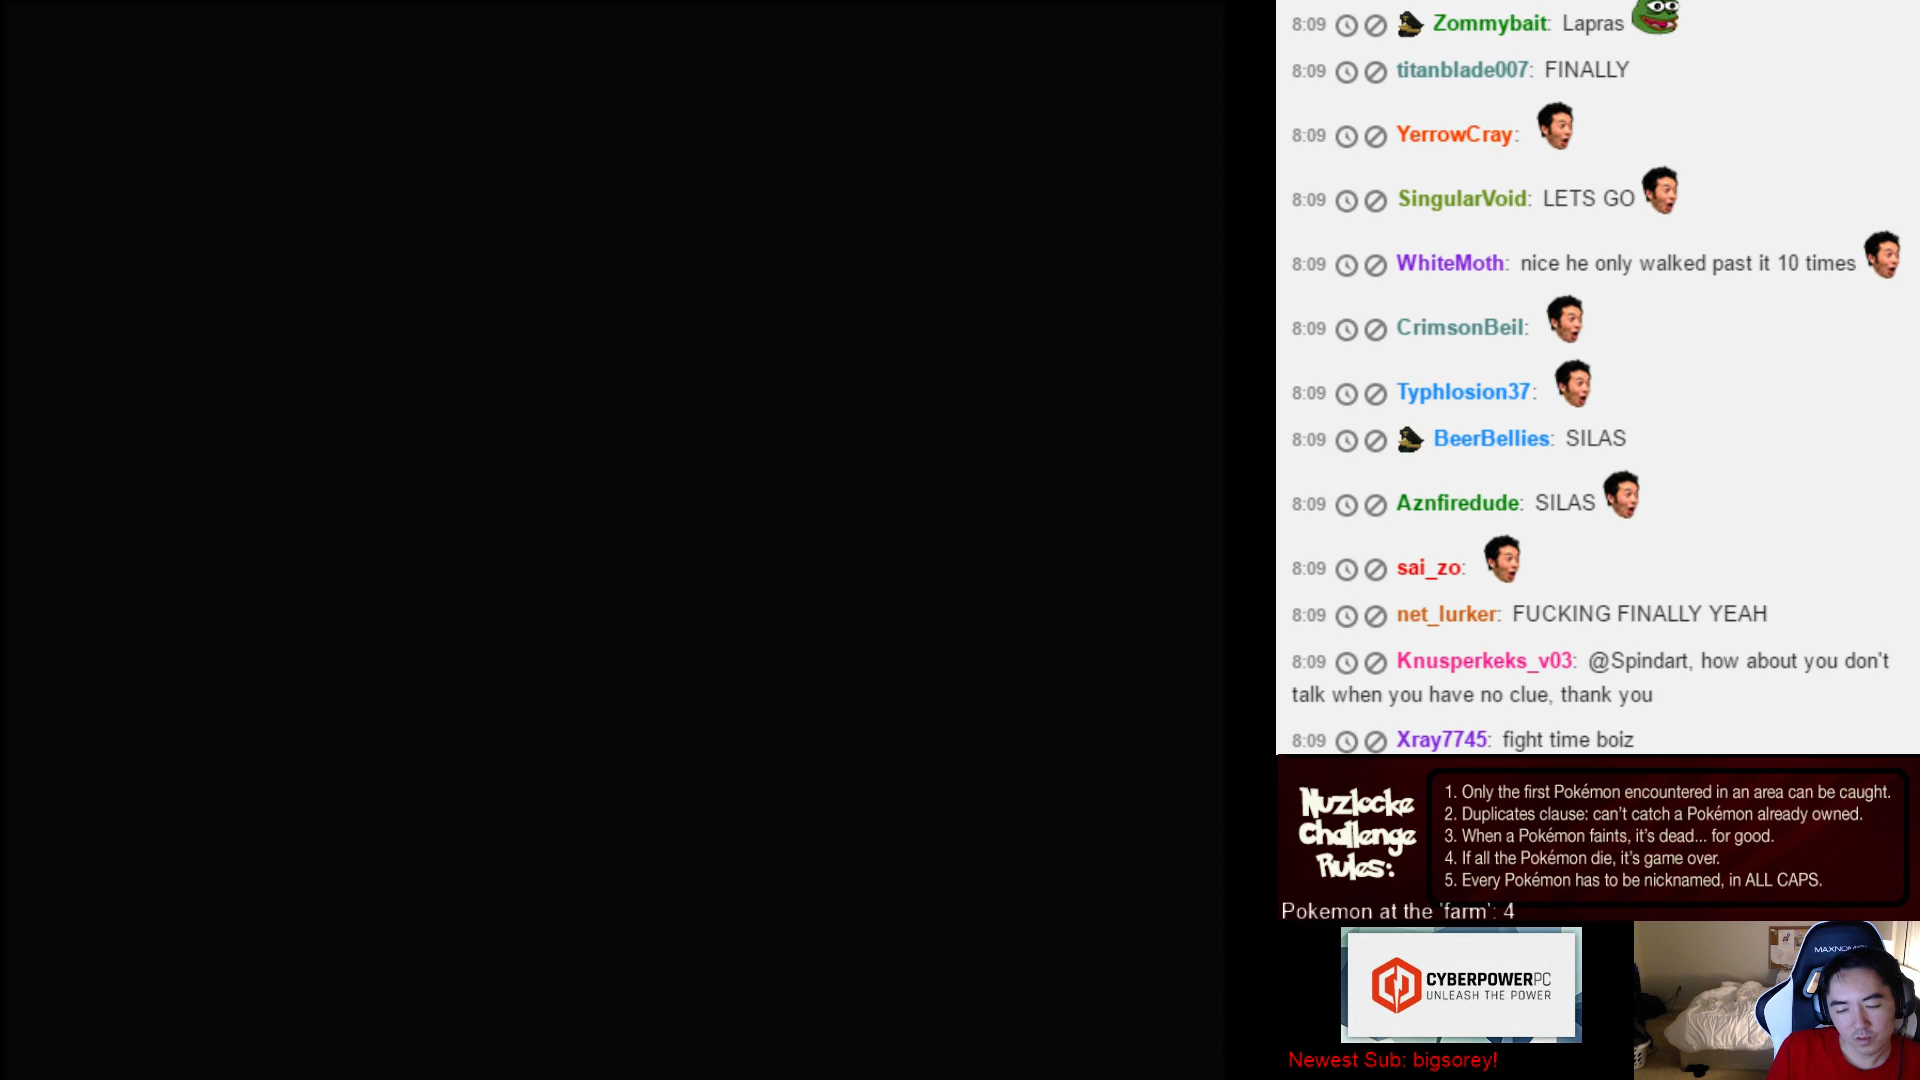 8:09 Zommybait: Lapras
8:09 titanblade007: FINALLY
8:09 YerrowCray:
8:09 SingularVoid: LETS GO
8:09 WhiteMoth: nice he only walked past it 10 times
8:09 CrimsonBeil:
8:09 Typhlosion37:
8:09 BeerBellies: SILAS
8:09 Aznfiredude: SILAS
8:09 sai_zo:
8:09 net_lurker: FUCKING FINALLY YEAH
8:09 Knusperkeks_v03: @Spindart, how about you don't
talk when you have no clue, thank you
8:09 Xray7745: fight time boiz
Nuzlocke
Challenge
Rules:
1. Only the first Pokémon encountered in an area can be caught.
2. Duplicates clause: can't catch a Pokémon already owned.
3. When a Pokémon faints, it's dead... for good.
4. If all the Pokémon die, it's game over.
5. Every Pokémon has to be nicknamed, in ALL CAPS.
Pokemon at the 'farm': 4
CYBERPOWERPC
UNLEASH THE POWER
Newest Sub: bigsorey!